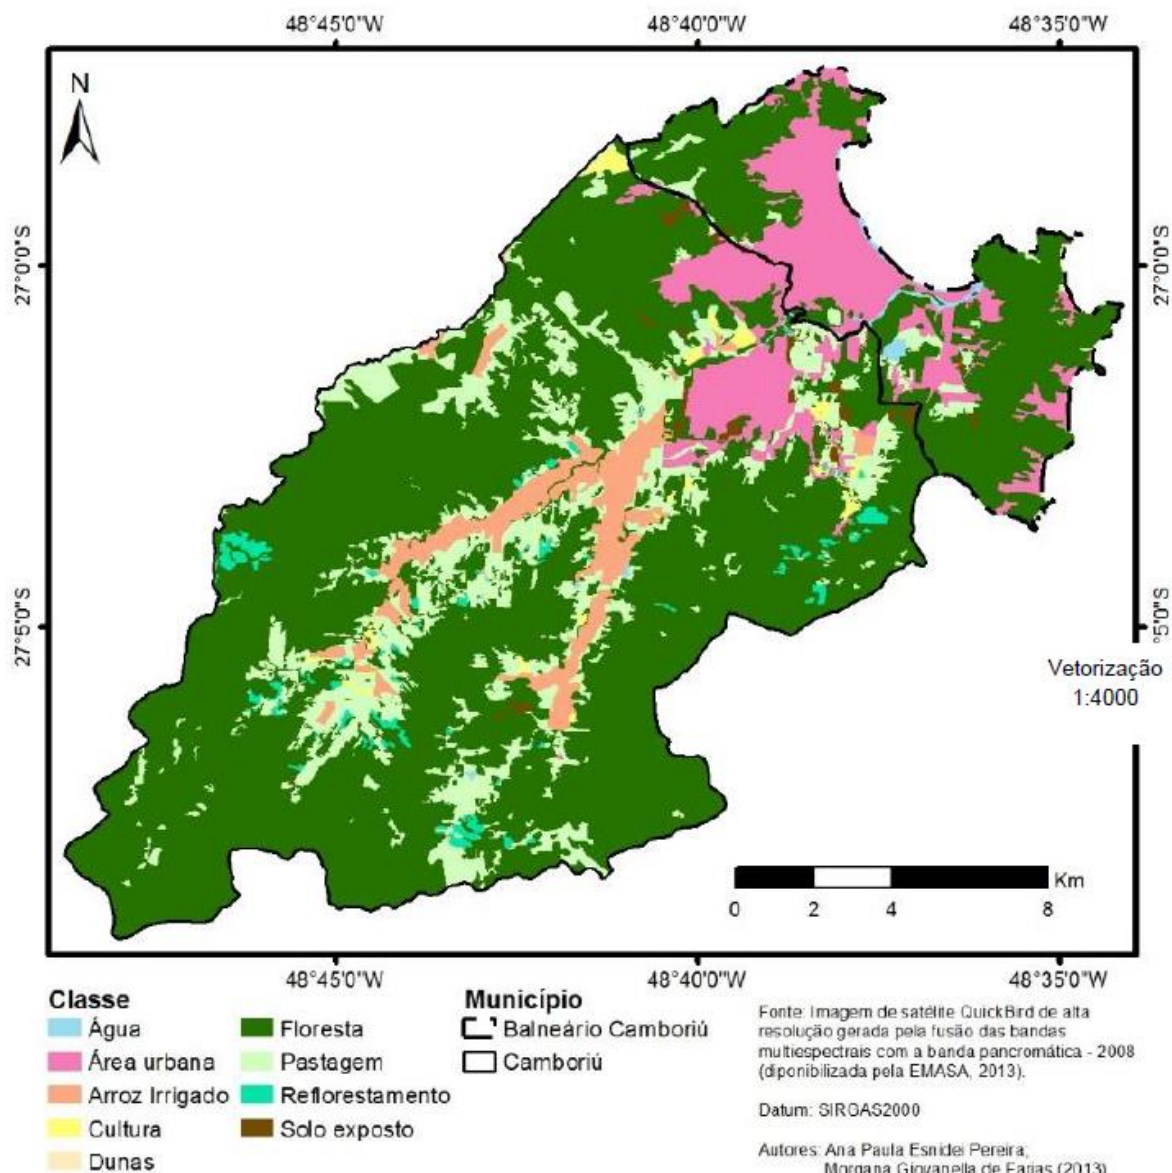 48°45'0"W 48°40'0"W 48°35'0"W
N
27°0'0"S 27°0'0"S
27°5'0"S °5'0"S
Vetorização
1:4000
Km
0 2 4 8
48°45'0"W 48°40'0"W 48°35'0"W
Classe
Água
Área urbana
Arroz Irrigado
Cultura
Dunas
Floresta
Pastagem
Reflorestamento
Solo exposto
Município
Balneário Camboriú
Camboriú
Fonte: Imagem de satélite QuickBird de alta
resolução gerada pela fusão das bandas
multiespectrais com a banda pancromática - 2008
(diponibilizada pela EMASA, 2013).
Datum: SIRGAS2000
Autores: Ana Paula Esnidei Pereira;
Morgana Giovanella de Farias (2013)